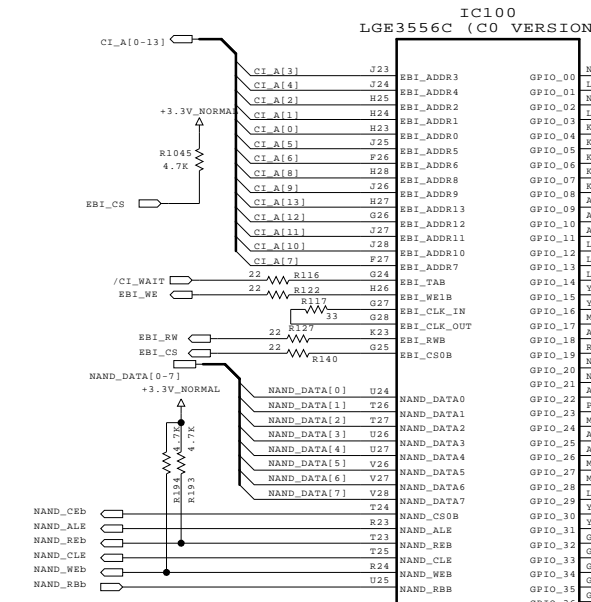 IC100
LGE3556C (C0 VERSION
CI_A[0-13]
CI_A[3] J23 EBI_ADDR3 GPIO_00
CI_A[4] J24 EBI_ADDR4 GPIO_01
CI_A[2] H25 EBI_ADDR2 GPIO_02
CI_A[1] H24 EBI_ADDR1 GPIO_03
CI_A[0] H23 EBI_ADDR0 GPIO_04
CI_A[5] J25 EBI_ADDR5 GPIO_05
CI_A[6] F26 EBI_ADDR6 GPIO_06
CI_A[8] H28 EBI_ADDR8 GPIO_07
CI_A[9] J26 EBI_ADDR9 GPIO_08
CI_A[13] H27 EBI_ADDR13 GPIO_09
CI_A[12] G26 EBI_ADDR12 GPIO_10
CI_A[11] J27 EBI_ADDR11 GPIO_11
CI_A[10] J28 EBI_ADDR10 GPIO_12
CI_A[7] F27 EBI_ADDR7 GPIO_13
+3.3V_NORMAL
R1045
4.7K
EBI_CS
/CI_WAIT 22 R116 G24 EBI_TAB GPIO_14
EBI_WE 22 R122 H26 EBI_WE1B GPIO_15
R117 33 G27 EBI_CLK_IN GPIO_16
G28 EBI_CLK_OUT GPIO_17
EBI_RW 22 R127 K23 EBI_RWB GPIO_18
EBI_CS 22 R140 G25 EBI_CS0B GPIO_19
GPIO_20
GPIO_21
NAND_DATA[0-7]
+3.3V_NORMAL
NAND_DATA[0] U24 NAND_DATA0 GPIO_22
NAND_DATA[1] T26 NAND_DATA1 GPIO_23
NAND_DATA[2] T27 NAND_DATA2 GPIO_24
NAND_DATA[3] U26 NAND_DATA3 GPIO_25
NAND_DATA[4] U27 NAND_DATA4 GPIO_26
NAND_DATA[5] V26 NAND_DATA5 GPIO_27
NAND_DATA[6] V27 NAND_DATA6 GPIO_28
NAND_DATA[7] V28 NAND_DATA7 GPIO_29
R194 4.7K
R193 4.7K
NAND_CEb T24 NAND_CS0B GPIO_30
NAND_ALE R23 NAND_ALE GPIO_31
NAND_REb T23 NAND_REB GPIO_32
NAND_CLE T25 NAND_CLE GPIO_33
NAND_WEb R24 NAND_WEB GPIO_34
NAND_RBb U25 NAND_RBB GPIO_35